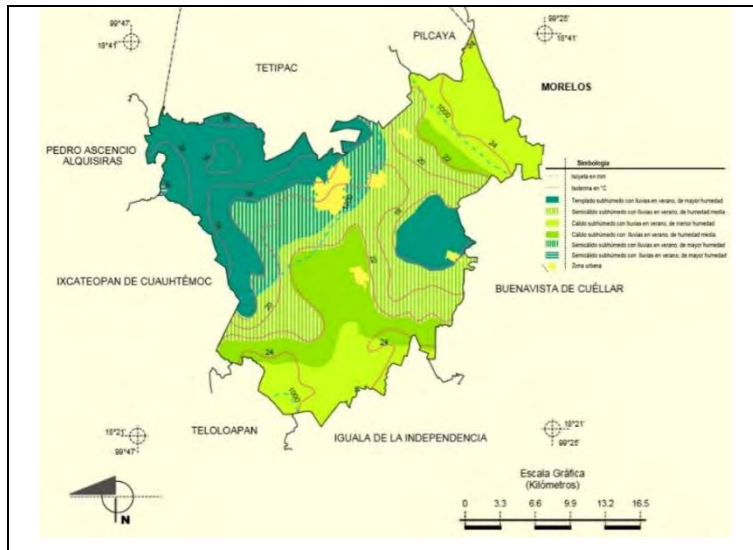 99°47'
18°41'
99°25'
18°41'
PILCAYA
TETIPAC
MORELOS
PEDRO ASCENCIO
ALQUISIRAS
IXCATEOPAN DE CUAUHTÉMOC
BUENAVISTA DE CUÉLLAR
TELOLOAPAN
IGUALA DE LA INDEPENDENCIA
1000
24
22
20
24
24
1000
Simbología
Isoyeta en mm
Isoterma en °C
Templado subhúmedo con lluvias en verano, de mayor humedad
Semicálido subhúmedo con lluvias en verano, de humedad media
Cálido subhúmedo con lluvias en verano, de menor humedad
Cálido subhúmedo con lluvias en verano, de humedad media
Semicálido subhúmedo con lluvias en verano, de mayor humedad
Semicálido subhúmedo con lluvias en verano, de mayor humedad
Zona urbana
18°21'
99°47'
18°21'
99°25'
N
Escala Gráfica
(Kilómetros)
0 3.3 6.6 9.9 13.2 16.5